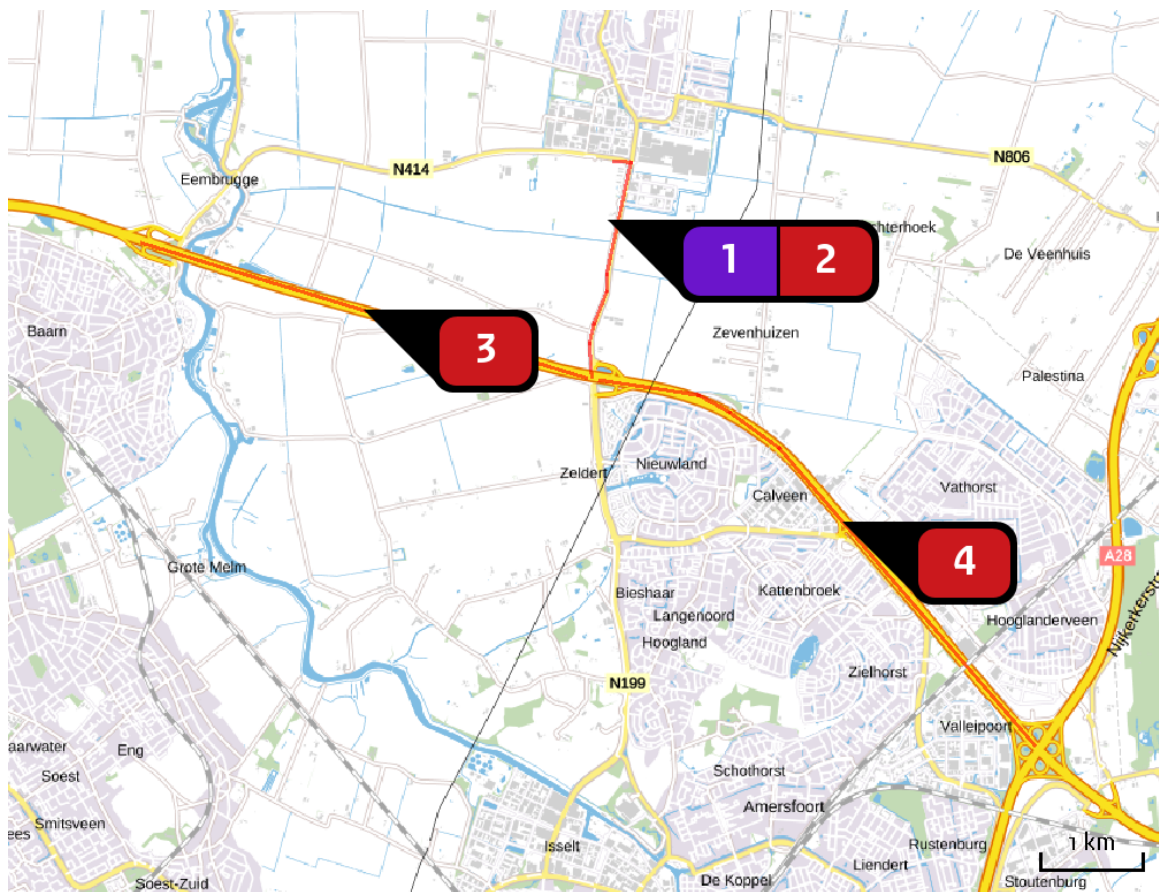 N414
N806
Eembrugge
chterhoek
De Veenhuis
1 2
Baarn
3
Zevenhuizen
Palestina
Zeldert
Nieuwland
Calveen
Vathorst
4
A28
Grote Melm
Bieshaar
Kattenbroek
Langenoord
Hoogland
Hooglanderveen
Nijkerkerstr
Zielhorst
N199
Valleipoort
aarwater
Eng
Soest
Schothorst
Amersfoort
Smitsveen
ees
Isselt
Rustenburg
1 km
Liendert
De Koppel
Soest-Zuid
Stoutenburg